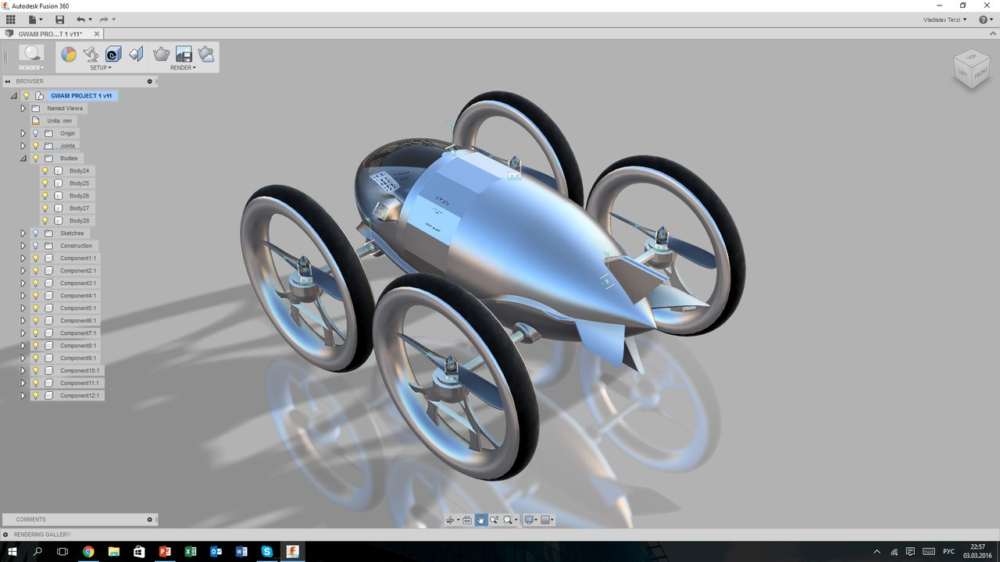 Autodesk Fusion 360
Vladislav Terzi
GWAM PRO...T 1 v11*
RENDER
SETUP
RENDER
TOP
LEFT
FRONT
BROWSER
GWAM PROJECT 1 v11
Named Views
Units: mm
Origin
Joints
Bodies
Body24
Body25
Body26
Body27
Body28
Sketches
Construction
Component1:1
Component2:1
Component3:1
Component4:1
Component5:1
Component6:1
Component7:1
Component8:1
Component9:1
Component10:1
Component11:1
Component12:1
COMMENTS
RENDERING GALLERY
РУС
22:57
03.03.2016